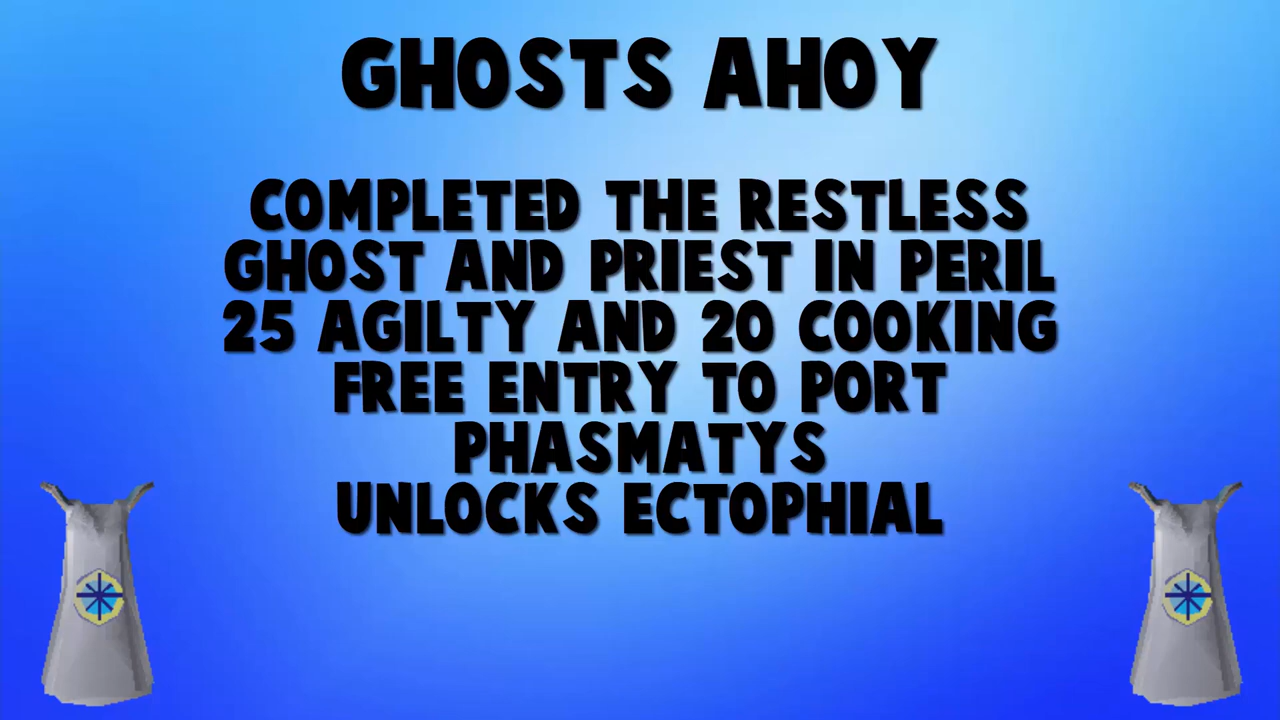 GHOSTS AHOY
COMPLETED THE RESTLESS
GHOST AND PRIEST IN PERIL
25 AGILTY AND 20 COOKING
FREE ENTRY TO PORT
PHASMATYS
UNLOCKS ECTOPHIAL